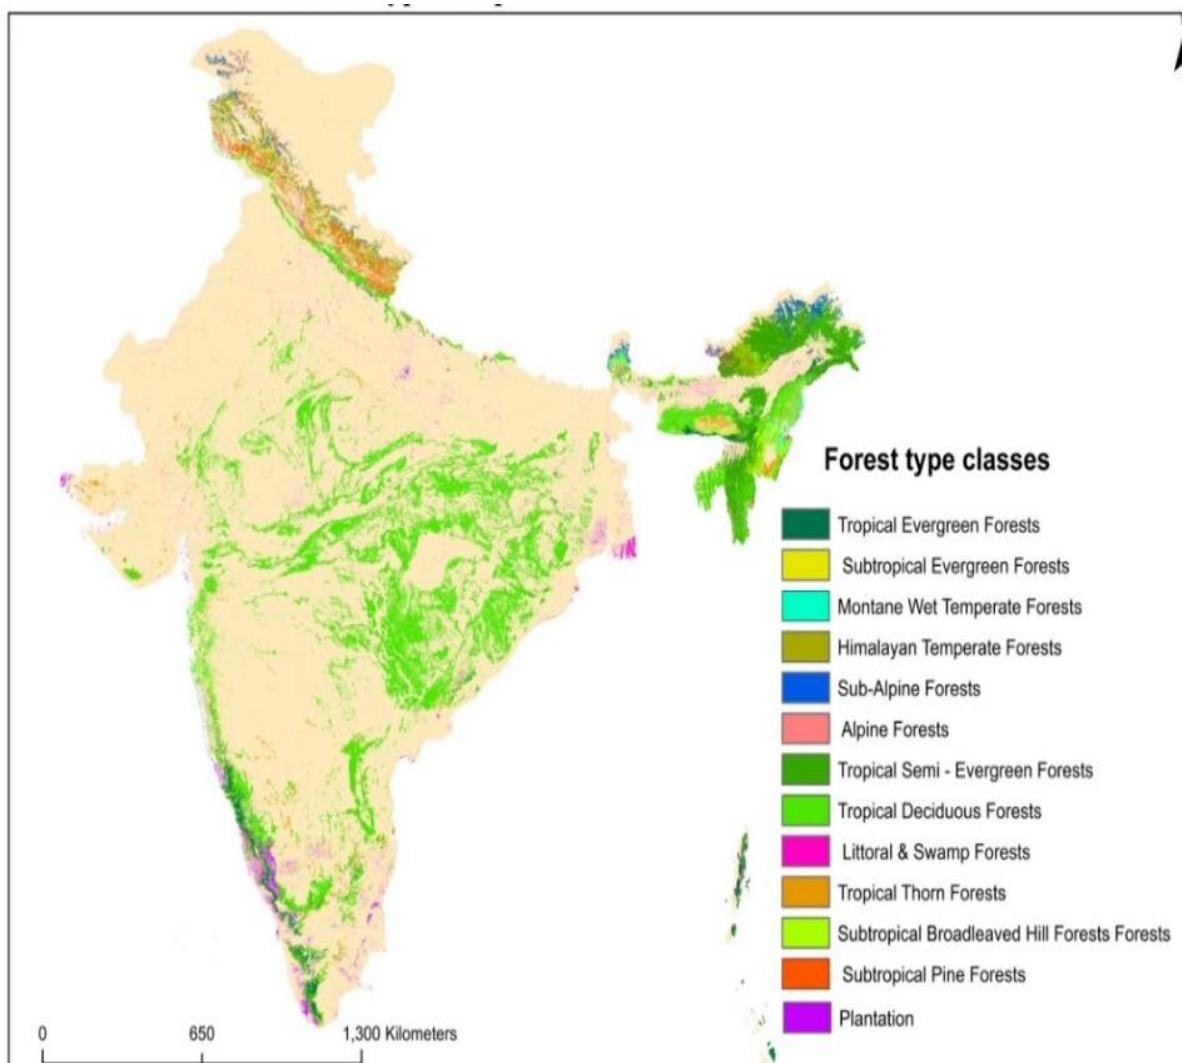 Forest type classes
Tropical Evergreen Forests
Subtropical Evergreen Forests
Montane Wet Temperate Forests
Himalayan Temperate Forests
Sub-Alpine Forests
Alpine Forests
Tropical Semi - Evergreen Forests
Tropical Deciduous Forests
Littoral & Swamp Forests
Tropical Thorn Forests
Subtropical Broadleaved Hill Forests Forests
Subtropical Pine Forests
Plantation
0 650 1,300 Kilometers